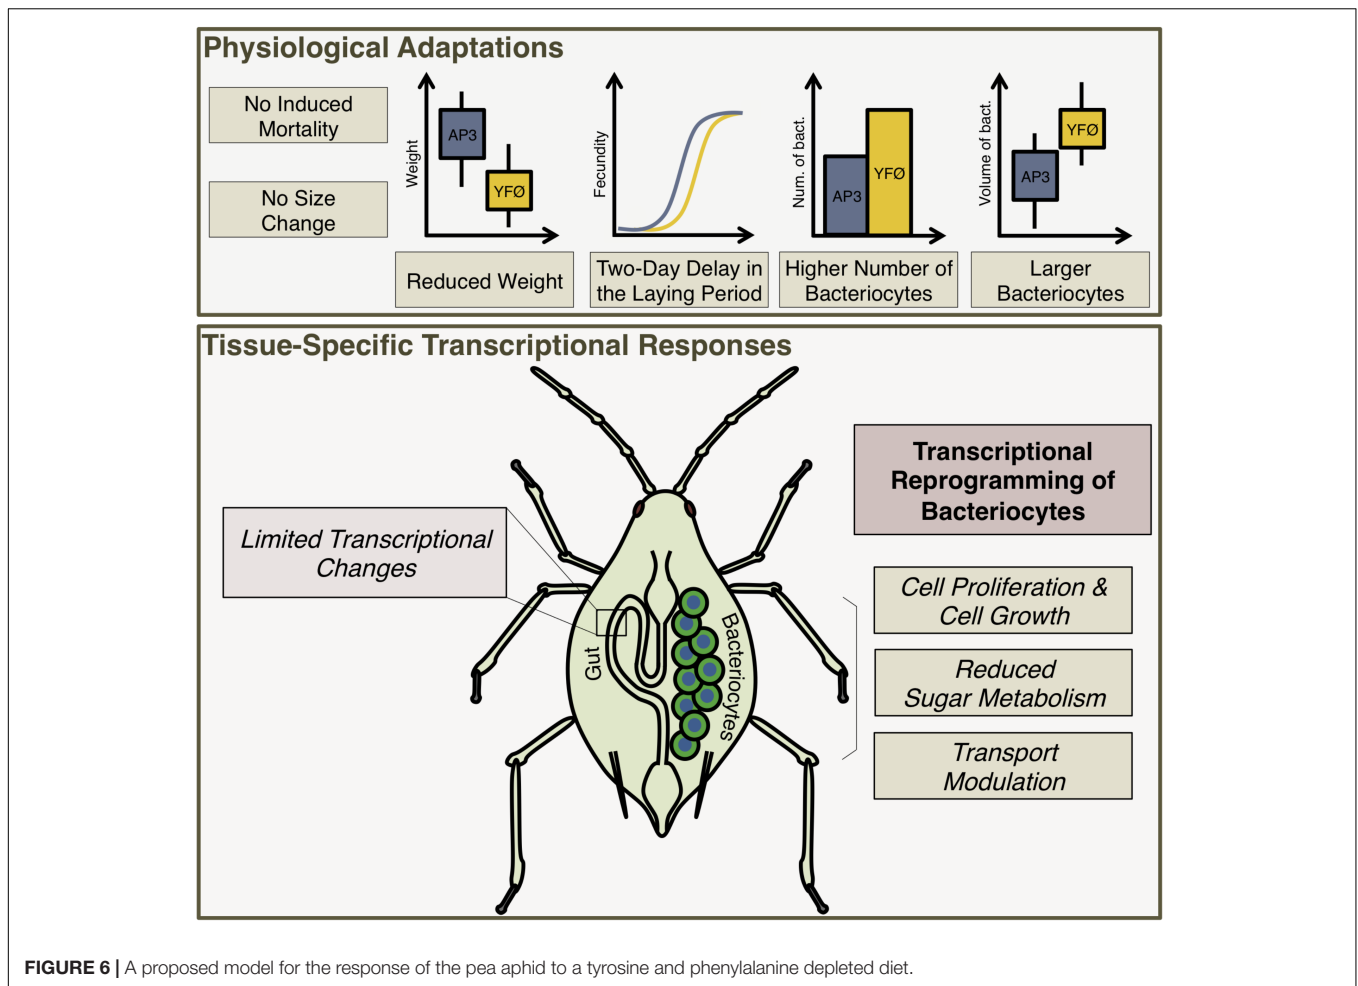 Physiological Adaptations
No Induced
Mortality
No Size
Change
Weight
AP3
YFØ
Reduced Weight
Fecundity
Two-Day Delay in
the Laying Period
Num. of bact.
AP3
YFØ
Higher Number of
Bacteriocytes
Volume of bact.
AP3
YFØ
Larger
Bacteriocytes
Tissue-Specific Transcriptional Responses
Limited Transcriptional
Changes
Gut
Bacteriocytes
Transcriptional
Reprogramming of
Bacteriocytes
Cell Proliferation &
Cell Growth
Reduced
Sugar Metabolism
Transport
Modulation
FIGURE 6 | A proposed model for the response of the pea aphid to a tyrosine and phenylalanine depleted diet.